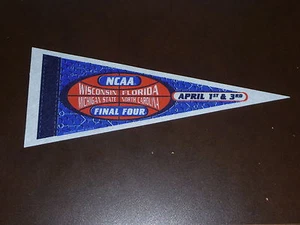 NCAA
WISCONSIN FLORIDA
MICHIGAN STATE NORTH CAROLINA
FINAL FOUR
APRIL 1ST & 3RD